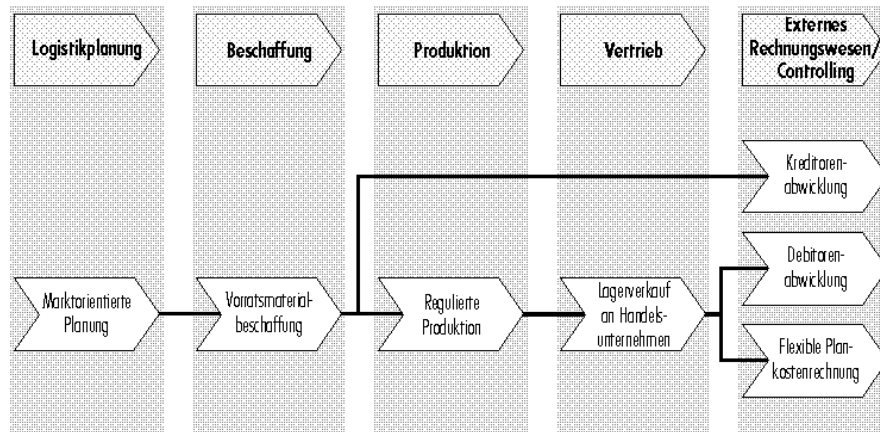 Logistikplanung
Beschaffung
Produktion
Vertrieb
Externes
Rechnungswesen/
Controlling
Kreditoren-
abwicklung
Debitoren-
abwicklung
Marktorientierte
Planung
Vorratsmaterial-
beschaffung
Regulierte
Produktion
Lagerverkauf
an Handels-
unternehmen
Flexible Plan-
kostenrechnung